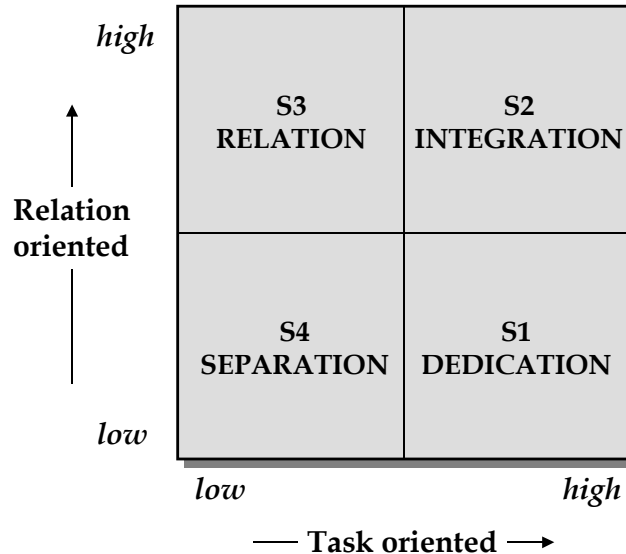 high
S3
RELATION
S2
INTEGRATION
Relation
oriented
S4
SEPARATION
S1
DEDICATION
low
low
high
Task oriented